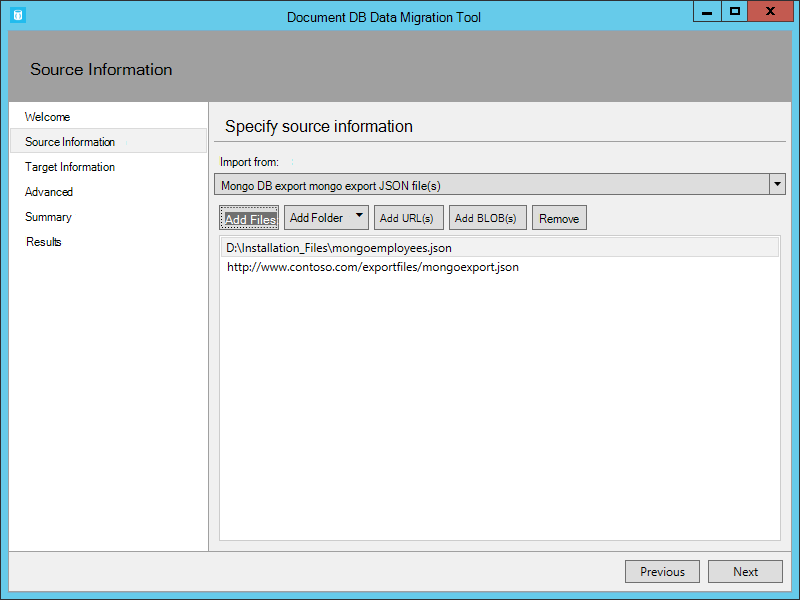 Document DB Data Migration Tool
Source Information
Welcome
Source Information
Target Information
Advanced
Summary
Results
Specify source information
Import from:
Mongo DB export mongo export JSON file(s)
Add Files Add Folder Add URL(s) Add BLOB(s) Remove
D:\Installation_Files\mongoemployees.json
http://www.contoso.com/exportfiles/mongoexport.json
Previous Next